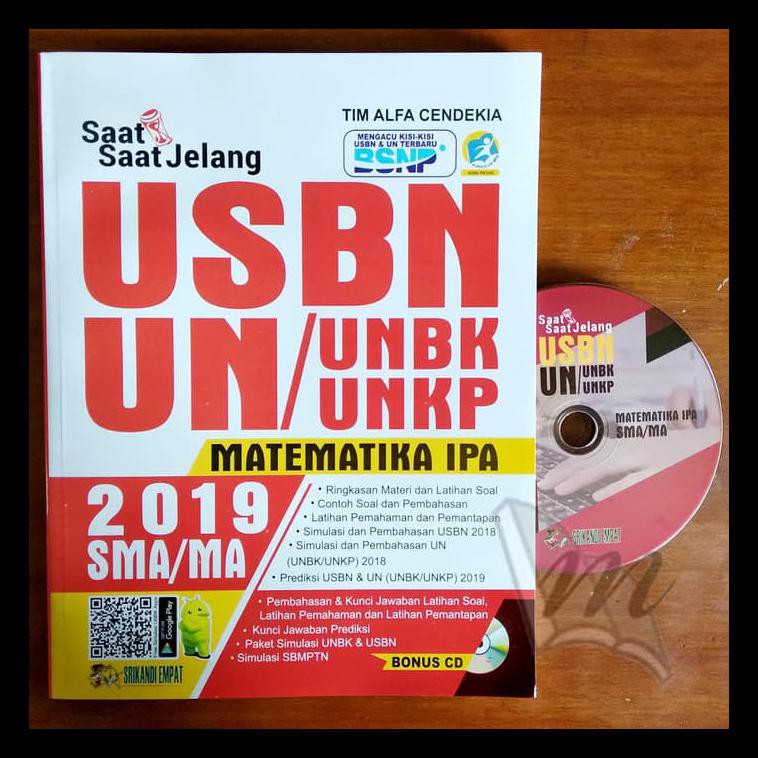 TIM ALFA CENDEKIA
Saat
Saat Jelang
MENGACU KISI-KISI
USBN & UN TERBARU
BSNP
USBN
UN/UNBK
UNKP
MATEMATIKA IPA
2019
SMA/MA
• Ringkasan Materi dan Latihan Soal
• Contoh Soal dan Pembahasan
• Latihan Pemahaman dan Pemantapan
• Simulasi dan Pembahasan USBN 2018
• Simulasi dan Pembahasan UN
(UNBK/UNKP) 2018
• Prediksi USBN & UN (UNBK/UNKP) 2019
• Pembahasan & Kunci Jawaban Latihan Soal,
Latihan Pemahaman dan Latihan Pemantapan
• Kunci Jawaban Prediksi
• Paket Simulasi UNBK & USBN
• Simulasi SBMPTN
BONUS CD
Google Play
SRIKANDI EMPAT
Saat
Saat Jelang
USBN
UN/UNBK
UNKP
MATEMATIKA IPA
SMA/MA
SRIKANDI EMPAT
m